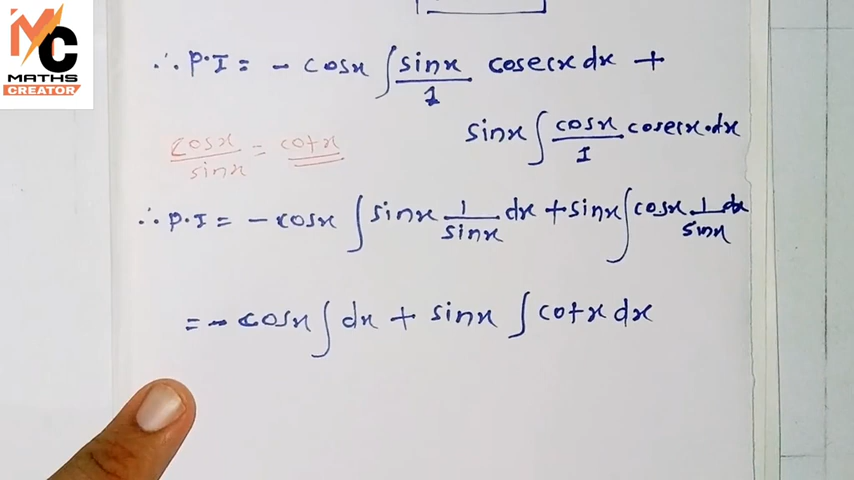 MC
MATHS
CREATOR
∴ P.I = - cosx ∫ sinx/1 cosecx dx +
sinx ∫ cosx/1 cosecx.dx
cosx/sinx = cotx
∴ P.I = - cosx ∫ sinx 1/sinx dx + sinx ∫ cosx 1/sinx dx
= - cosx ∫ dx + sinx ∫ cotx dx